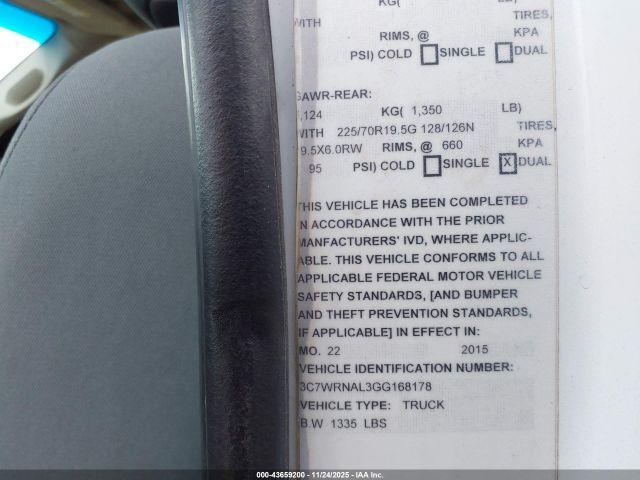 KG( LB)
WITH TIRES,
RIMS, @ KPA
PSI) COLD SINGLE DUAL
GAWR-REAR:
,124 KG( 1,350 LB)
WITH 225/70R19.5G 128/126N TIRES,
9.5X6.0RW RIMS, @ 660 KPA
95 PSI) COLD SINGLE X DUAL
THIS VEHICLE HAS BEEN COMPLETED
IN ACCORDANCE WITH THE PRIOR
MANFACTURERS' IVD, WHERE APPLIC-
ABLE. THIS VEHICLE CONFORMS TO ALL
APPLICABLE FEDERAL MOTOR VEHICLE
SAFETY STANDARDS, [AND BUMPER
AND THEFT PREVENTION STANDARDS,
IF APPLICABLE] IN EFFECT IN:
MO. 22 2015
VEHICLE IDENTIFICATION NUMBER:
3C7WRNAL3GG168178
VEHICLE TYPE: TRUCK
B.W 1335 LBS
000-43659200 - 11/24/2025 - IAA Inc.